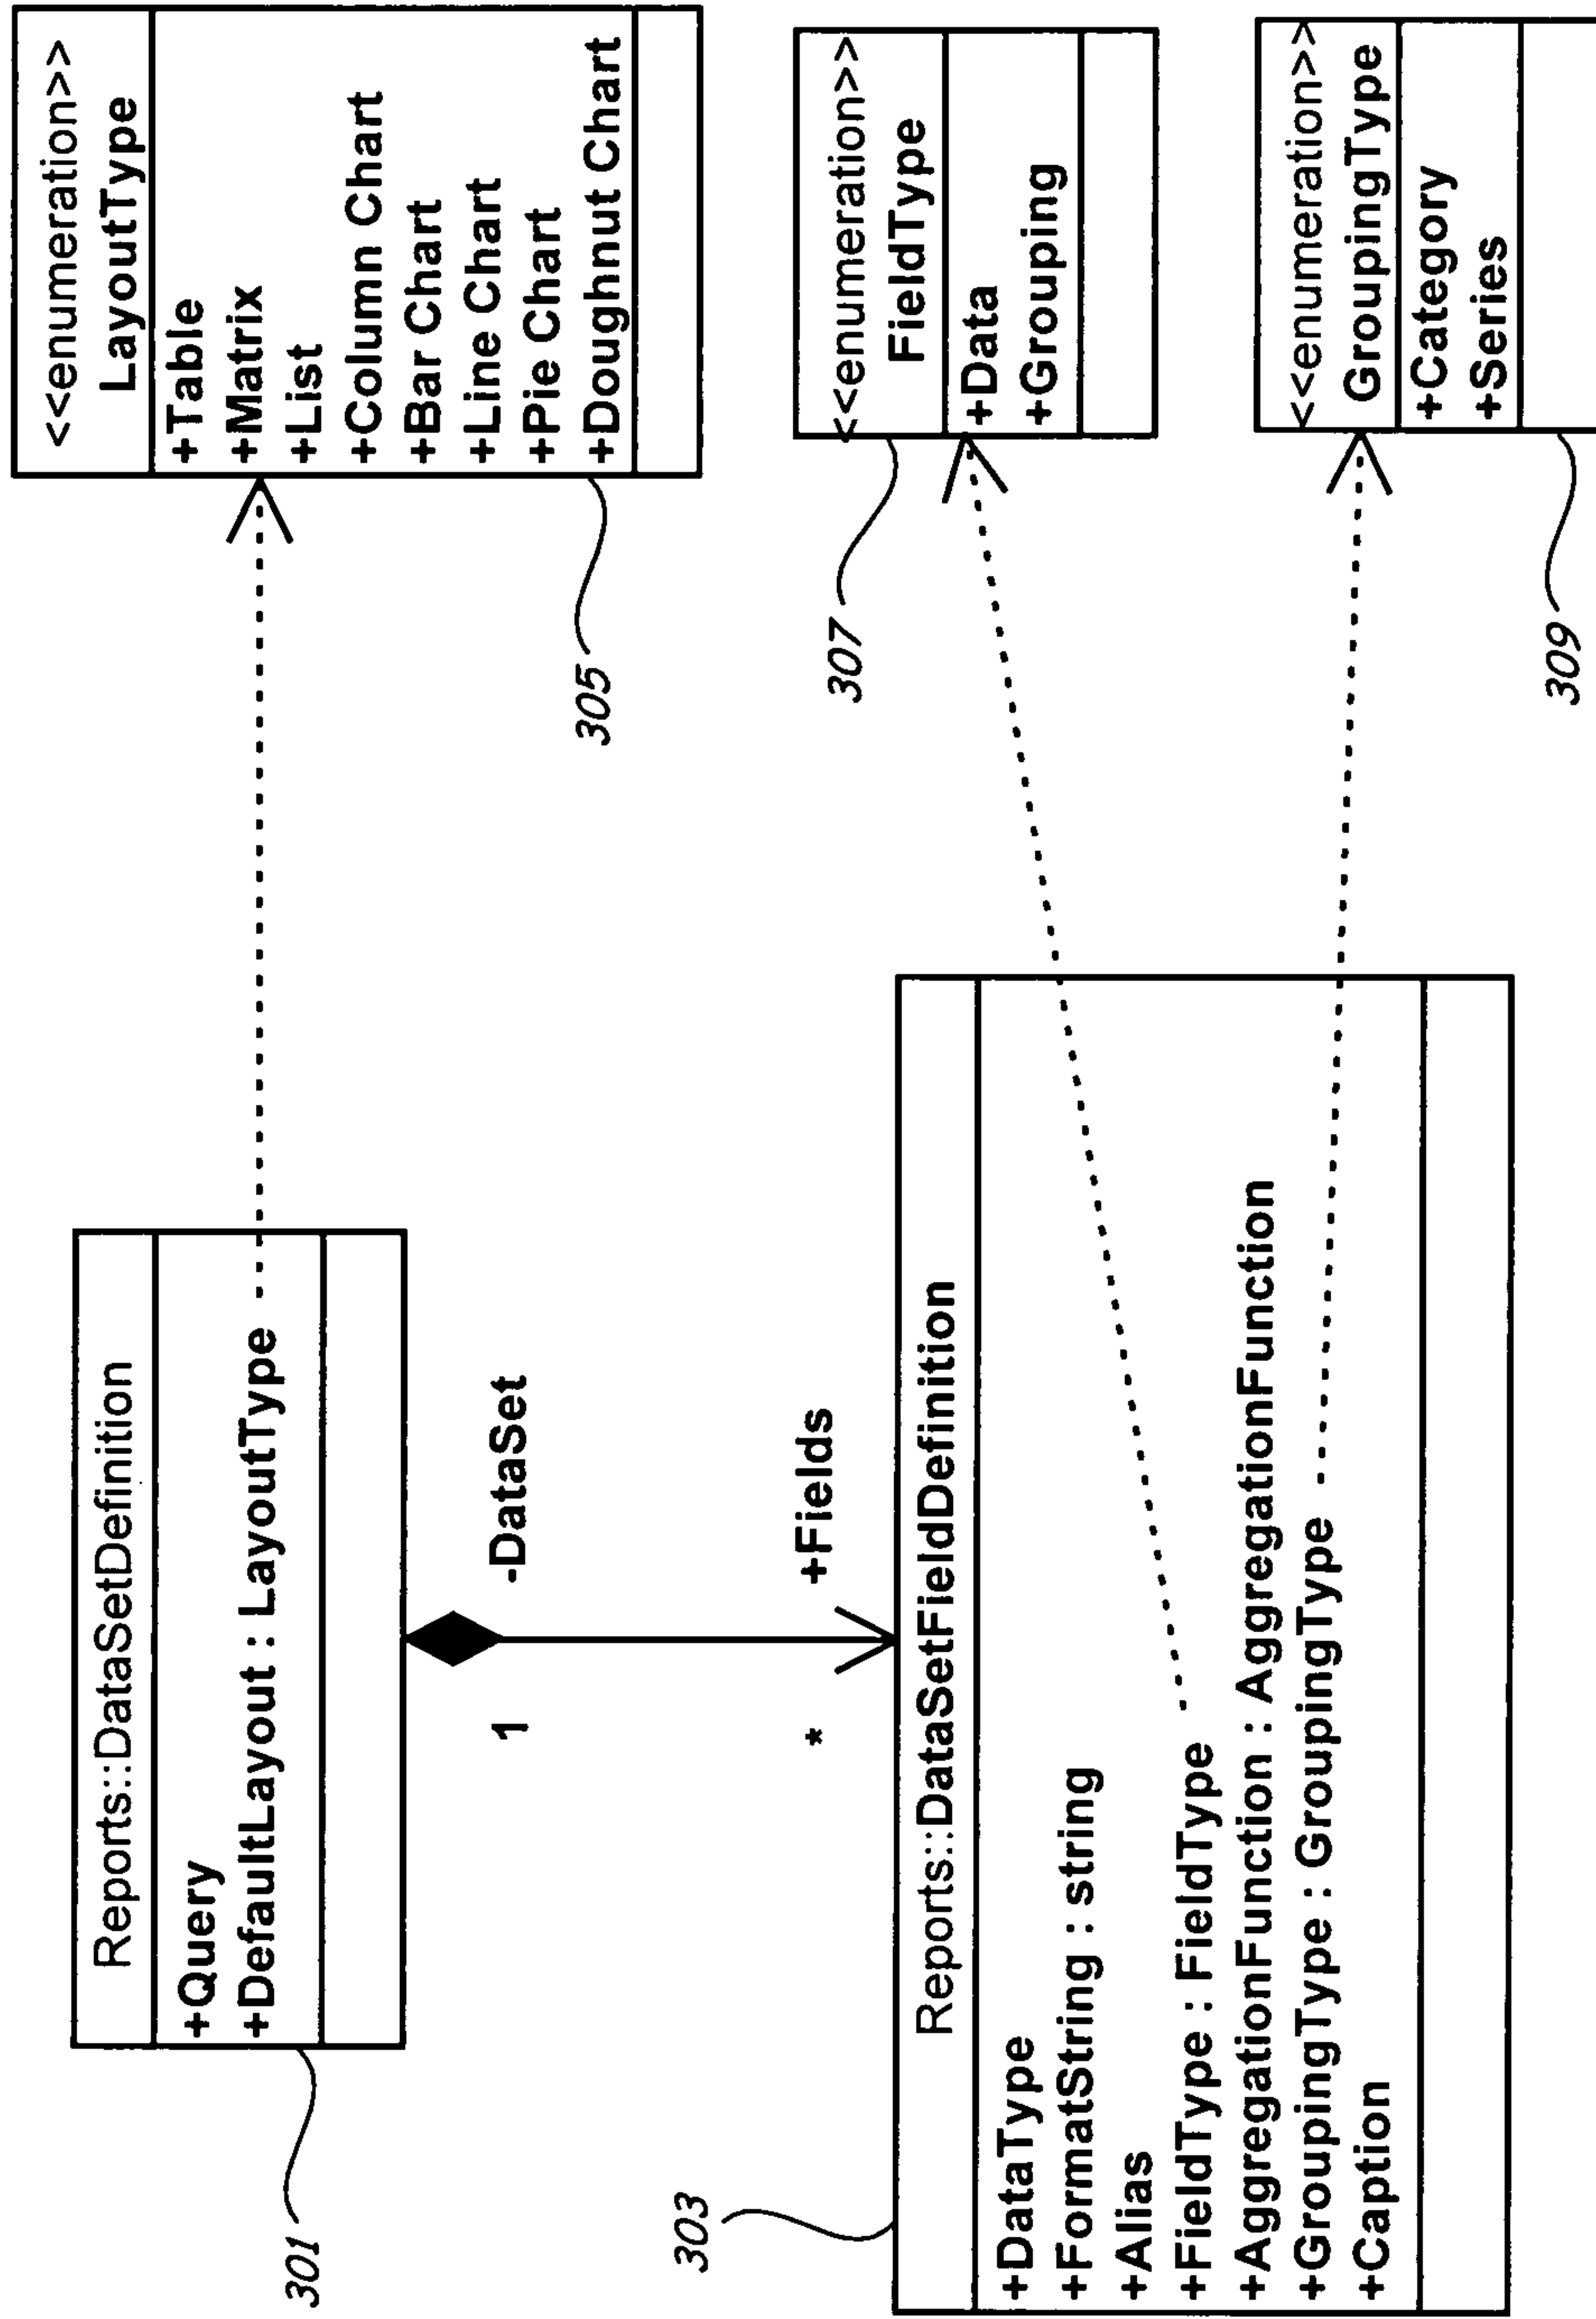 Reports::DataSetDefinition
+Query
+DefaultLayout : LayoutType
301
<<enumeration>>
LayoutType
+Table
+Matrix
+List
+Column Chart
+Bar Chart
+Line Chart
+Pie Chart
+Doughnut Chart
305
1
-DataSet
*
+Fields
303
Reports::DataSetFieldDefinition
+DataType
+FormatString : string
+Alias
+FieldType : FieldType
+AggregationFunction : AggregationFunction
+GroupingType : GroupingType
+Caption
307
<<enumeration>>
FieldType
+Data
+Grouping
<<enumeration>>
GroupingType
+Category
+Series
309